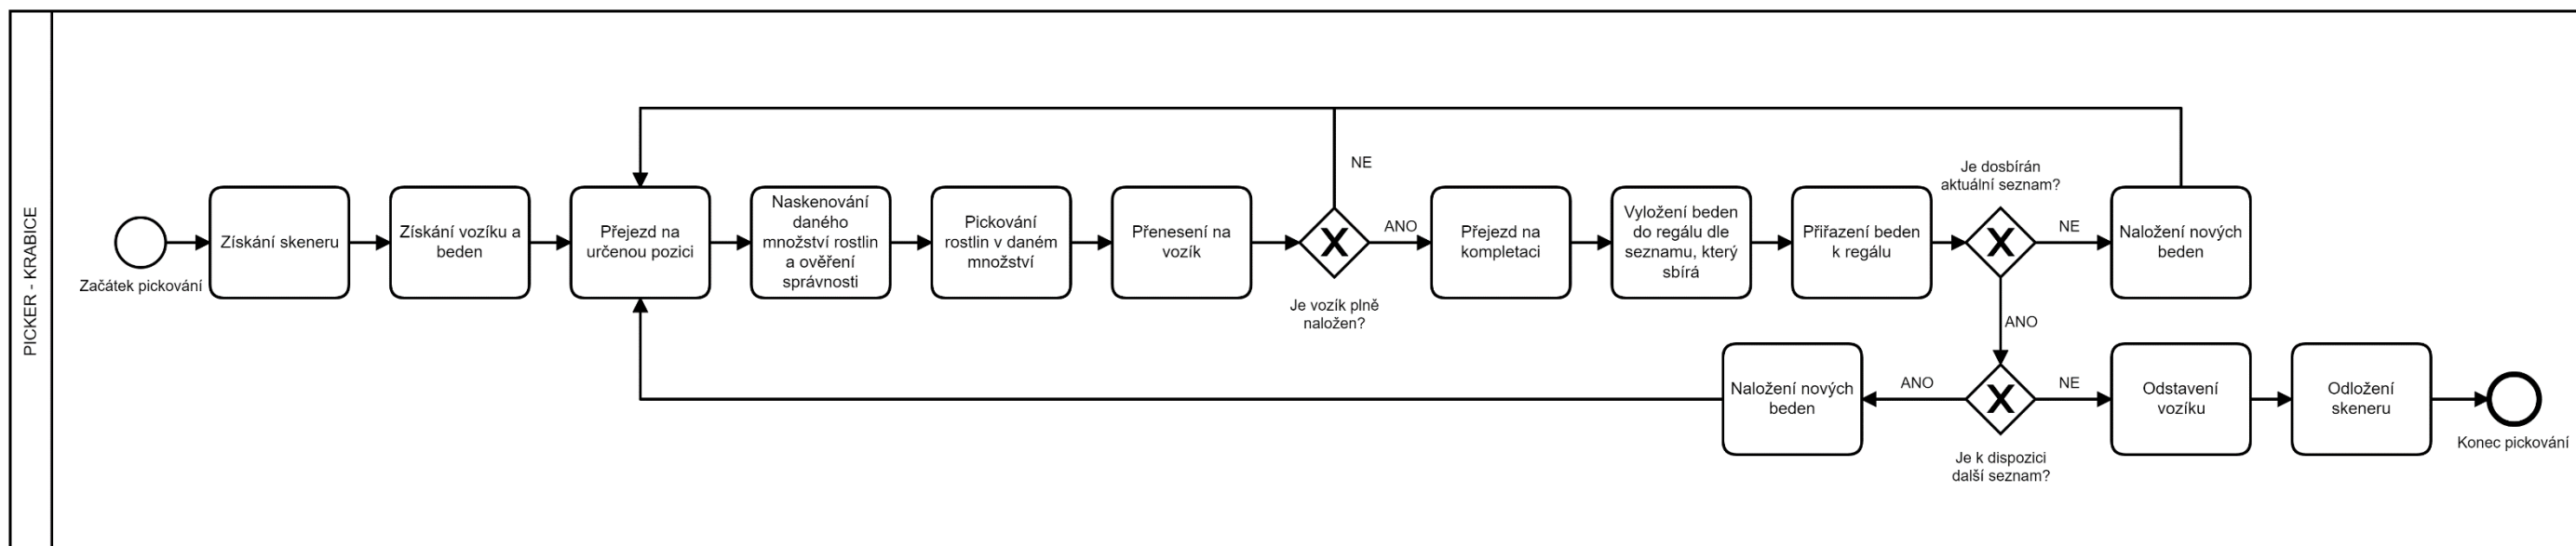 PICKER - KRABICE
Začátek pickování
Získání skeneru
Získání vozíku a
beden
Přejezd na
určenou pozici
Naskenování
daného
množství rostlin
a ověření
správnosti
Pickování
rostlin v daném
množství
Přenesení na
vozík
NE
Je vozík plně
naložen?
ANO
Přejezd na
kompletaci
Vyložení beden
do regálu dle
seznamu, který
sbírá
Přiřazení beden
k regálu
Je dosbírán
aktuální seznam?
NE
Naložení nových
beden
ANO
Naložení nových
beden
ANO
Je k dispozici
další seznam?
NE
Odstavení
vozíku
Odložení
skeneru
Konec pickování